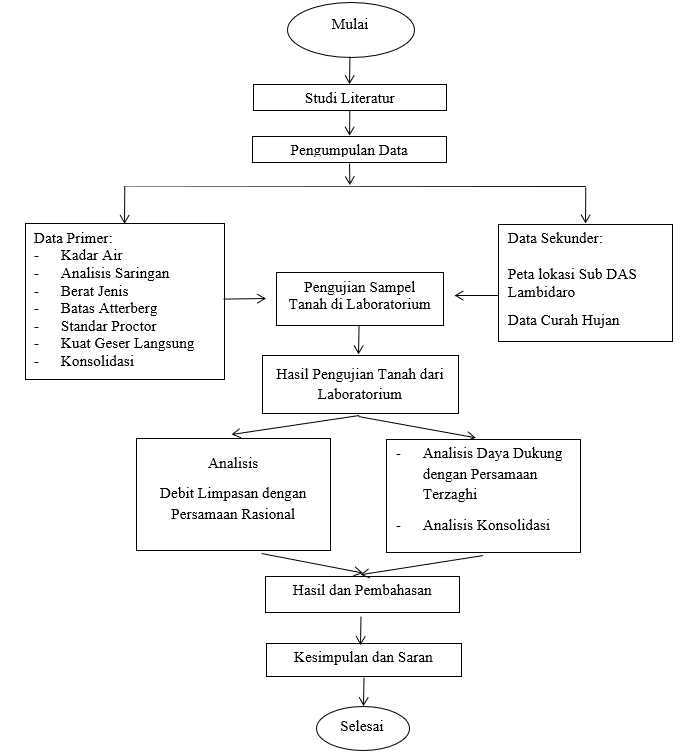 Mulai
Studi Literatur
Pengumpulan Data
Data Primer:
- Kadar Air
- Analisis Saringan
- Berat Jenis
- Batas Atterberg
- Standar Proctor
- Kuat Geser Langsung
- Konsolidasi
Data Sekunder:
Peta lokasi Sub DAS
Lambidaro
Data Curah Hujan
Pengujian Sampel
Tanah di Laboratorium
Hasil Pengujian Tanah dari
Laboratorium
Analisis
Debit Limpasan dengan
Persamaan Rasional
- Analisis Daya Dukung
dengan Persamaan
Terzaghi
- Analisis Konsolidasi
Hasil dan Pembahasan
Kesimpulan dan Saran
Selesai